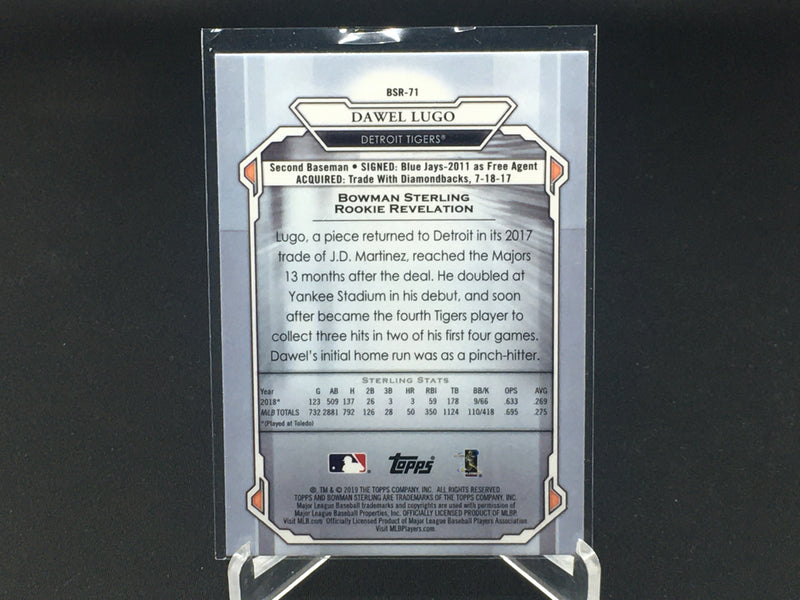 BSR-71
DAWEL LUGO
DETROIT TIGERS®
Second Baseman • SIGNED: Blue Jays-2011 as Free Agent
ACQUIRED: Trade With Diamondbacks, 7-18-17
BOWMAN STERLING
ROOKIE REVELATION
Lugo, a piece returned to Detroit in its 2017
trade of J.D. Martinez, reached the Majors
13 months after the deal. He doubled at
Yankee Stadium in his debut, and soon
after became the fourth Tigers player to
collect three hits in two of his first four games.
Dawel's initial home run was as a pinch-hitter.
STERLING STATS
Year G AB H 2B 3B HR RBI TB BB/K OPS AVG
2018* 123 509 137 26 3 3 59 178 9/66 .633 .269
MLB TOTALS 732 2881 792 126 28 50 350 1124 110/418 .695 .275
*(Played at Toledo)
Topps
®, TM & © 2019 THE TOPPS COMPANY, INC. ALL RIGHTS RESERVED
TOPPS AND BOWMAN STERLING ARE TRADEMARKS OF THE TOPPS COMPANY, INC.
Major League Baseball trademarks and copyrights are used with permission of
Major League Baseball Properties, Inc. OFFICIALLY LICENSED PRODUCT OF MLBP.
Visit MLB.com Officially Licensed Product of Major League Baseball Players Association
Visit MLBPlayers.com